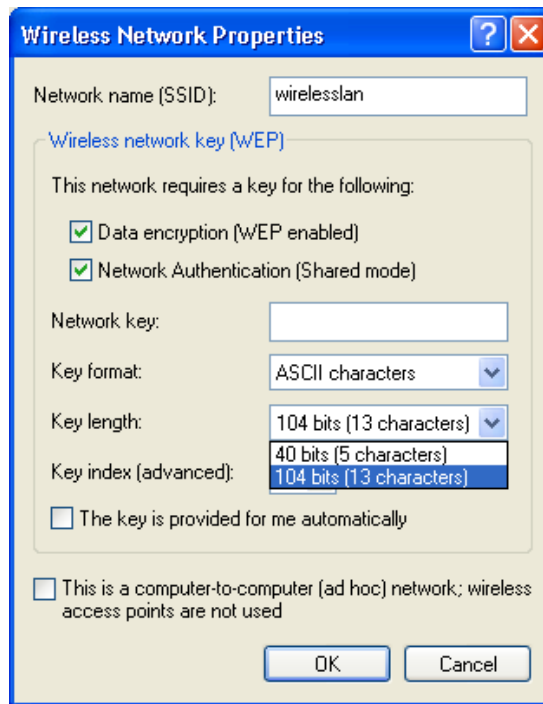 Wireless Network Properties
Network name (SSID): wirelesslan
Wireless network key (WEP)
This network requires a key for the following:
Data encryption (WEP enabled)
Network Authentication (Shared mode)
Network key:
Key format: ASCII characters
Key length: 104 bits (13 characters)
40 bits (5 characters)
Key index (advanced): 104 bits (13 characters)
The key is provided for me automatically
This is a computer-to-computer (ad hoc) network; wireless
access points are not used
OK Cancel